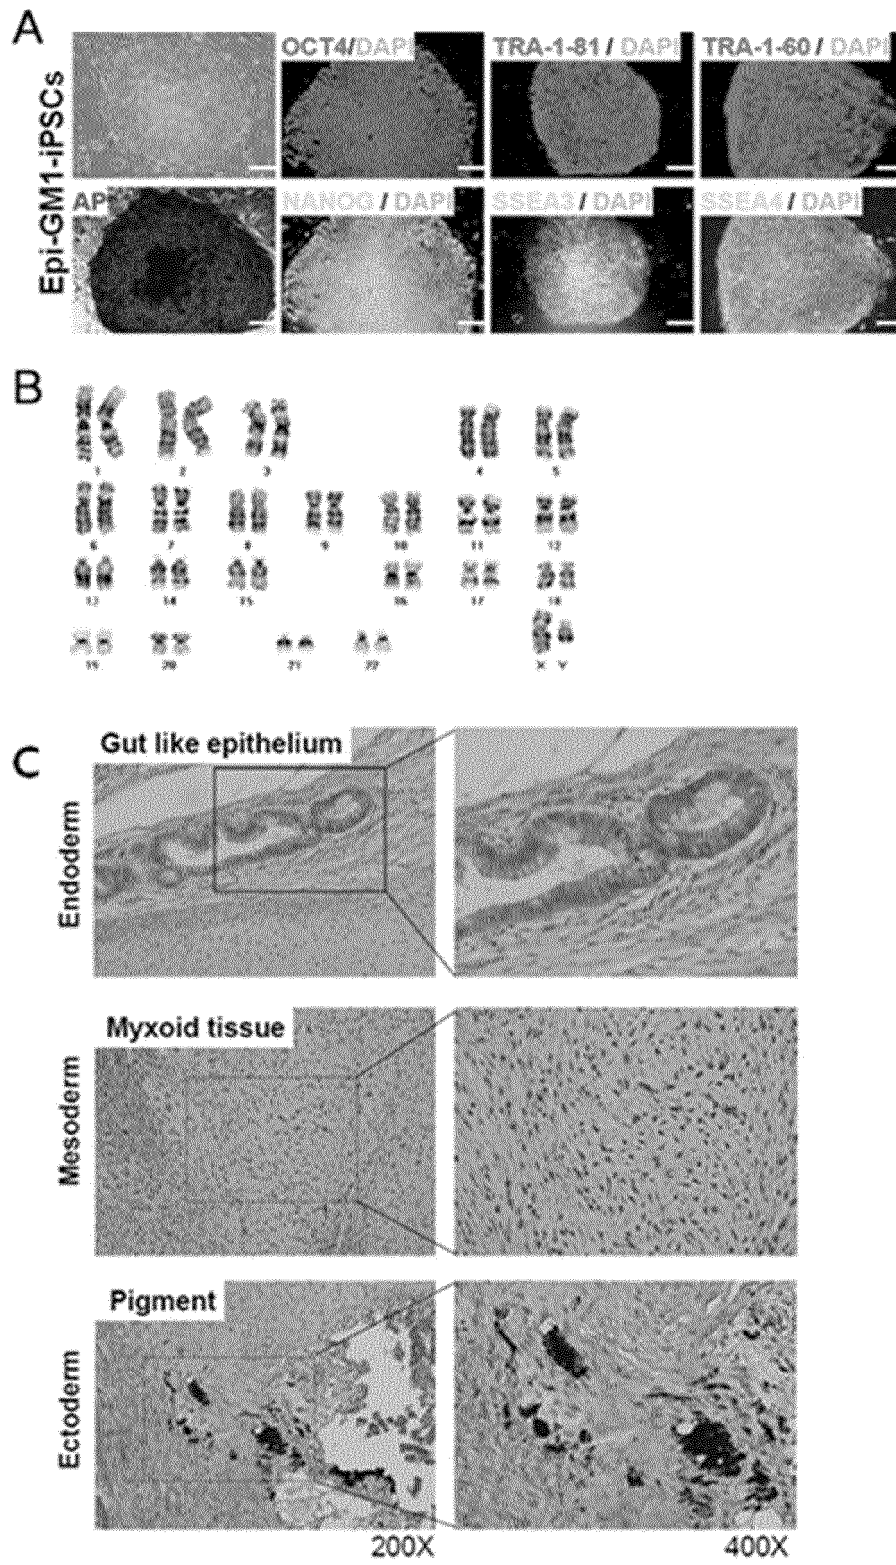 A
Epi-GM1-iPSCs
OCT4/DAPI
TRA-1-81 / DAPI
TRA-1-60 / DAPI
AP
NANOG / DAPI
SSEA3 / DAPI
SSEA4 / DAPI
B
1 2 3 4 5
6 7 8 9 10 11 12
13 14 15 16 17 18
19 20 21 22 X Y
C
Endoderm
Gut like epithelium
Mesoderm
Myxoid tissue
Ectoderm
Pigment
200X
400X